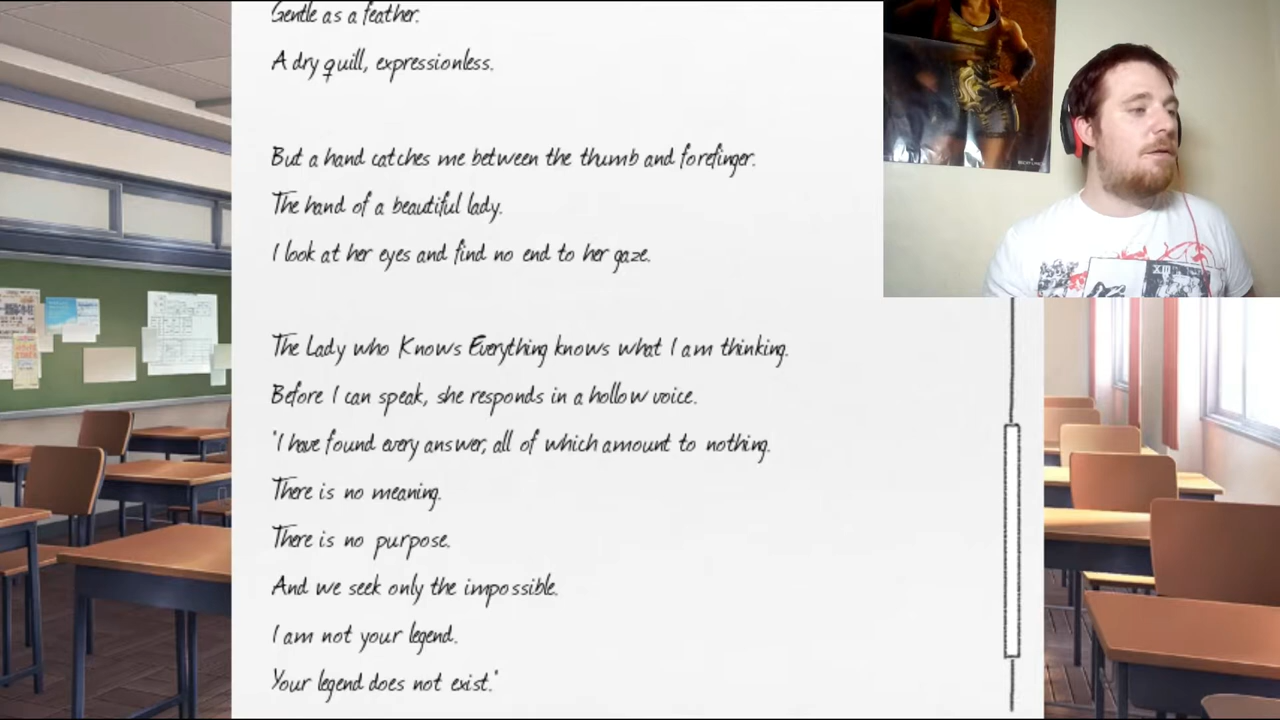 Gentle as a feather.
A dry quill, expressionless.
But a hand catches me between the thumb and forefinger.
The hand of a beautiful lady.
I look at her eyes and find no end to her gaze.
The Lady who Knows Everything knows what I am thinking.
Before I can speak, she responds in a hollow voice.
"I have found every answer, all of which amount to nothing.
There is no meaning.
There is no purpose.
And we seek only the impossible.
I am not your legend.
Your legend does not exist."
XIII